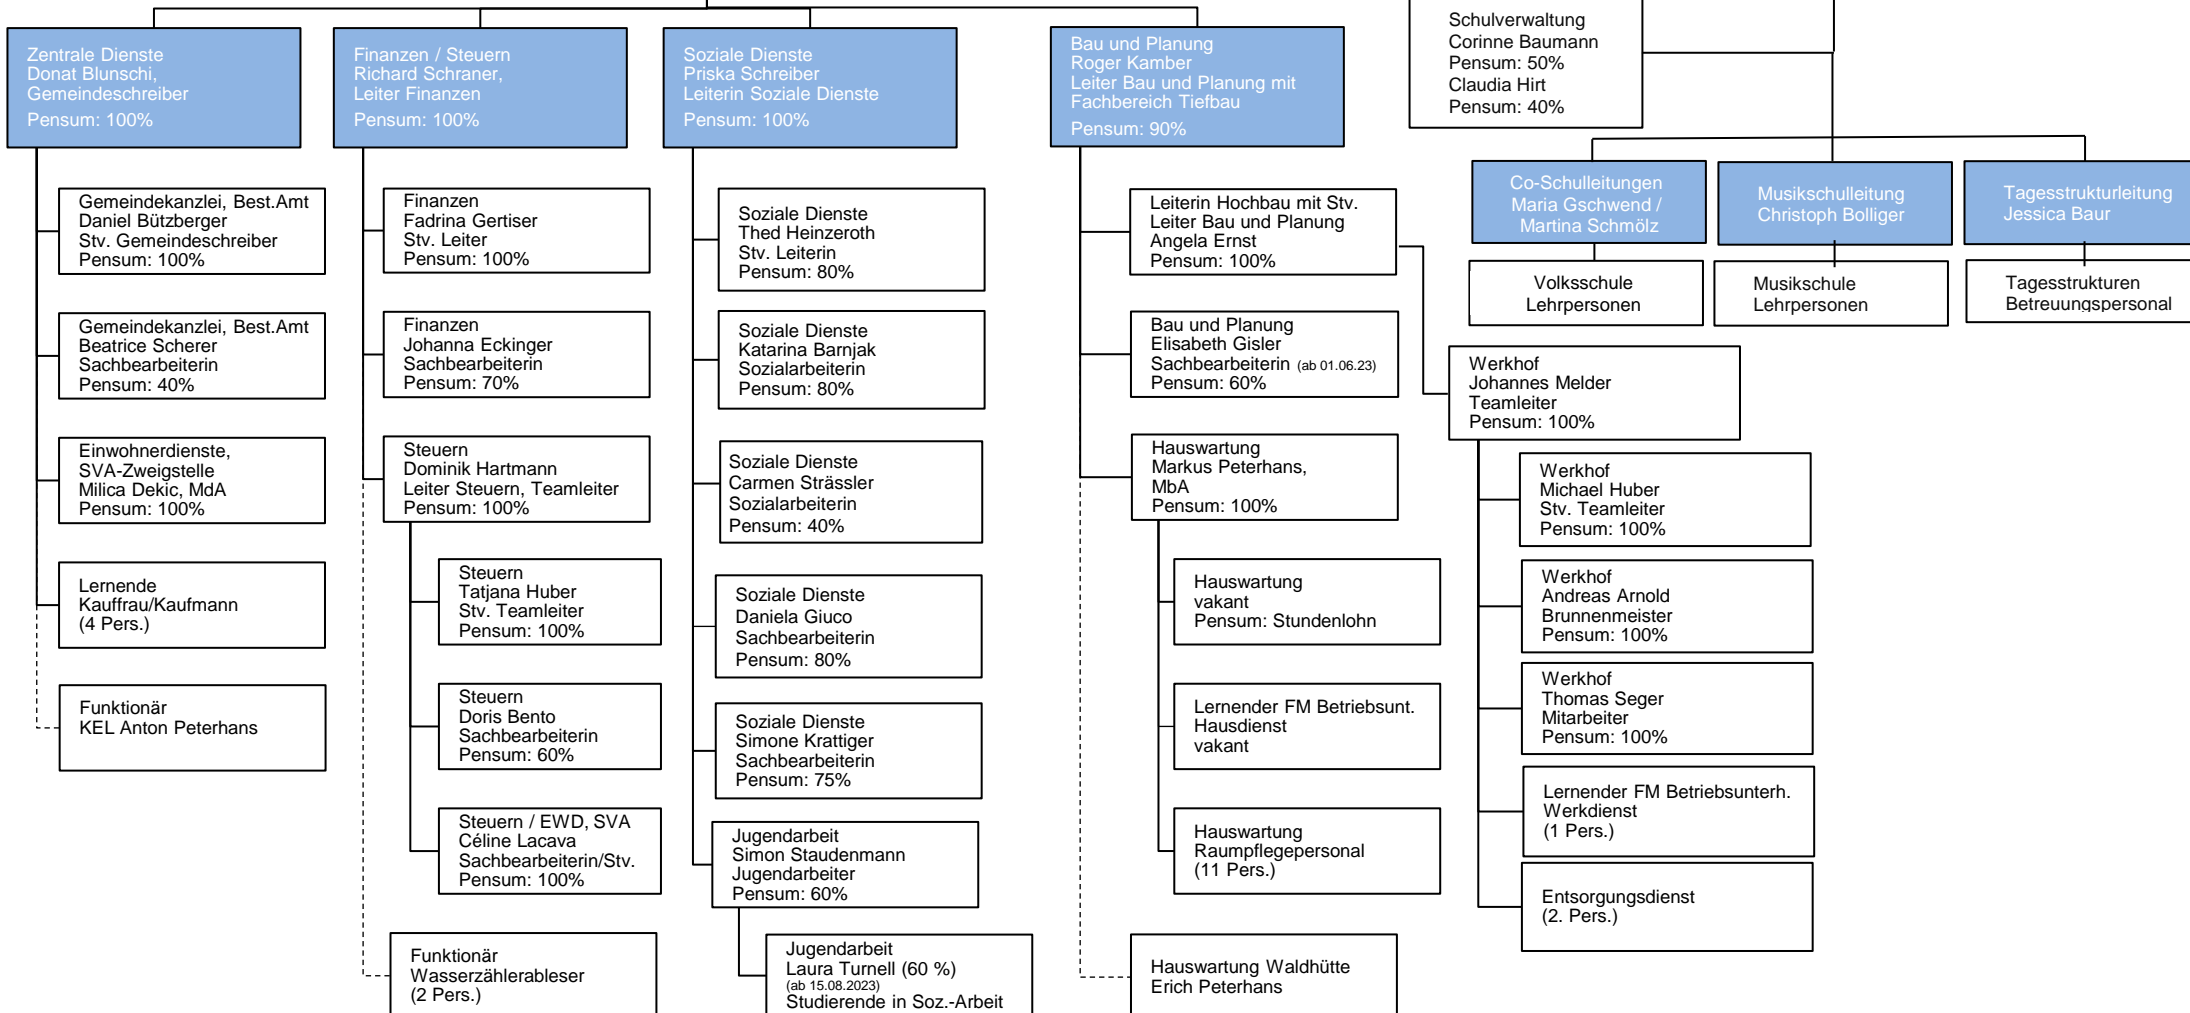 Zentrale Dienste
Donat Blunschi,
Gemeindeschreiber
Pensum: 100%
Gemeindekanzlei, Best.Amt
Daniel Bützberger
Stv. Gemeindeschreiber
Pensum: 100%
Gemeindekanzlei, Best.Amt
Beatrice Scherer
Sachbearbeiterin
Pensum: 40%
Einwohnerdienste,
SVA-Zweigstelle
Milica Dekic, MdA
Pensum: 100%
Lernende
Kauffrau/Kaufmann
(4 Pers.)
Funktionär
KEL Anton Peterhans
Finanzen / Steuern
Richard Schraner,
Leiter Finanzen
Pensum: 100%
Finanzen
Fadrina Gertiser
Stv. Leiter
Pensum: 100%
Finanzen
Johanna Eckinger
Sachbearbeiterin
Pensum: 70%
Steuern
Dominik Hartmann
Leiter Steuern, Teamleiter
Pensum: 100%
Steuern
Tatjana Huber
Stv. Teamleiter
Pensum: 100%
Steuern
Doris Bento
Sachbearbeiterin
Pensum: 60%
Steuern / EWD, SVA
Céline Lacava
Sachbearbeiterin/Stv.
Pensum: 100%
Funktionär
Wasserzählerableser
(2 Pers.)
Soziale Dienste
Priska Schreiber
Leiterin Soziale Dienste
Pensum: 100%
Soziale Dienste
Thed Heinzeroth
Stv. Leiterin
Pensum: 80%
Soziale Dienste
Katarina Barnjak
Sozialarbeiterin
Pensum: 80%
Soziale Dienste
Carmen Strässler
Sozialarbeiterin
Pensum: 40%
Soziale Dienste
Daniela Giuco
Sachbearbeiterin
Pensum: 80%
Soziale Dienste
Simone Krattiger
Sachbearbeiterin
Pensum: 75%
Jugendarbeit
Simon Staudenmann
Jugendarbeiter
Pensum: 60%
Jugendarbeit
Laura Turnell (60 %)
(ab 15.08.2023)
Studierende in Soz.-Arbeit
Bau und Planung
Roger Kamber
Leiter Bau und Planung mit
Fachbereich Tiefbau
Pensum: 90%
Leiterin Hochbau mit Stv.
Leiter Bau und Planung
Angela Ernst
Pensum: 100%
Bau und Planung
Elisabeth Gisler
Sachbearbeiterin (ab 01.06.23)
Pensum: 60%
Hauswartung
Markus Peterhans,
MbA
Pensum: 100%
Hauswartung
vakant
Pensum: Stundenlohn
Lernender FM Betriebsunt.
Hausdienst
vakant
Hauswartung
Raumpflegepersonal
(11 Pers.)
Hauswartung Waldhütte
Erich Peterhans
Werkhof
Johannes Melder
Teamleiter
Pensum: 100%
Werkhof
Michael Huber
Stv. Teamleiter
Pensum: 100%
Werkhof
Andreas Arnold
Brunnenmeister
Pensum: 100%
Werkhof
Thomas Seger
Mitarbeiter
Pensum: 100%
Lernender FM Betriebsunterh.
Werkdienst
(1 Pers.)
Entsorgungsdienst
(2. Pers.)
Schulverwaltung
Corinne Baumann
Pensum: 50%
Claudia Hirt
Pensum: 40%
Co-Schulleitungen
Maria Gschwend /
Martina Schmölz
Volksschule
Lehrpersonen
Musikschulleitung
Christoph Bolliger
Musikschule
Lehrpersonen
Tagesstrukturleitung
Jessica Baur
Tagesstrukturen
Betreuungspersonal